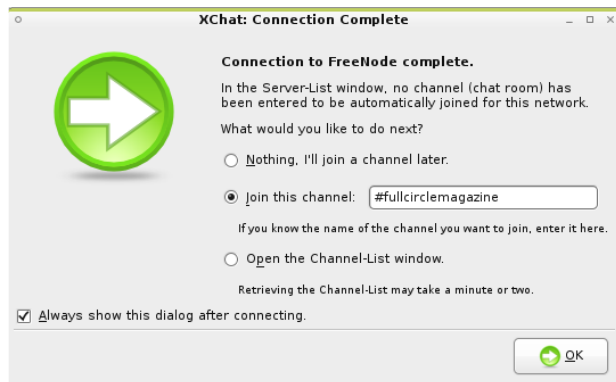 XChat: Connection Complete
Connection to FreeNode complete.
In the Server-List window, no channel (chat room) has
been entered to be automatically joined for this network.
What would you like to do next?
Nothing, I'll join a channel later.
Join this channel: #fullcirclemagazine
If you know the name of the channel you want to join, enter it here.
Open the Channel-List window.
Retrieving the Channel-List may take a minute or two.
Always show this dialog after connecting.
OK